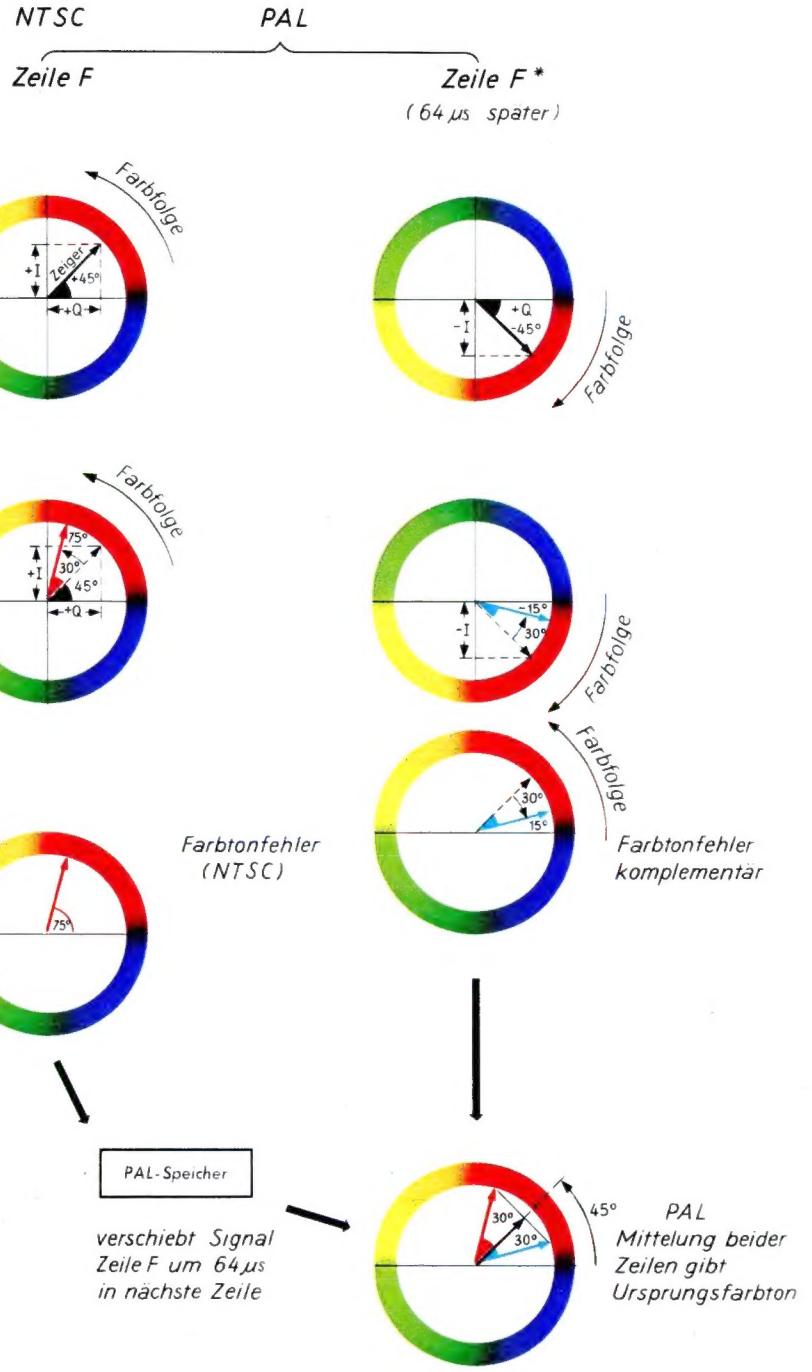 NTSC
PAL
Zeile F
Zeile F*
(64 µs später)
Farbfolge
+I
Zeiger
+45°
+Q
+Q
-45°
-I
Farbfolge
Farbfolge
75°
30°
+I
45°
+Q
-15°
30°
-I
Farbfolge
Farbfolge
30°
15°
Farbtonfehler
(NTSC)
Farbtonfehler
komplementär
75°
PAL-Speicher
verschiebt Signal
Zeile F um 64 µs
in nächste Zeile
30°
30°
45°
PAL
Mittelung beider
Zeilen gibt
Ursprungsfarbton